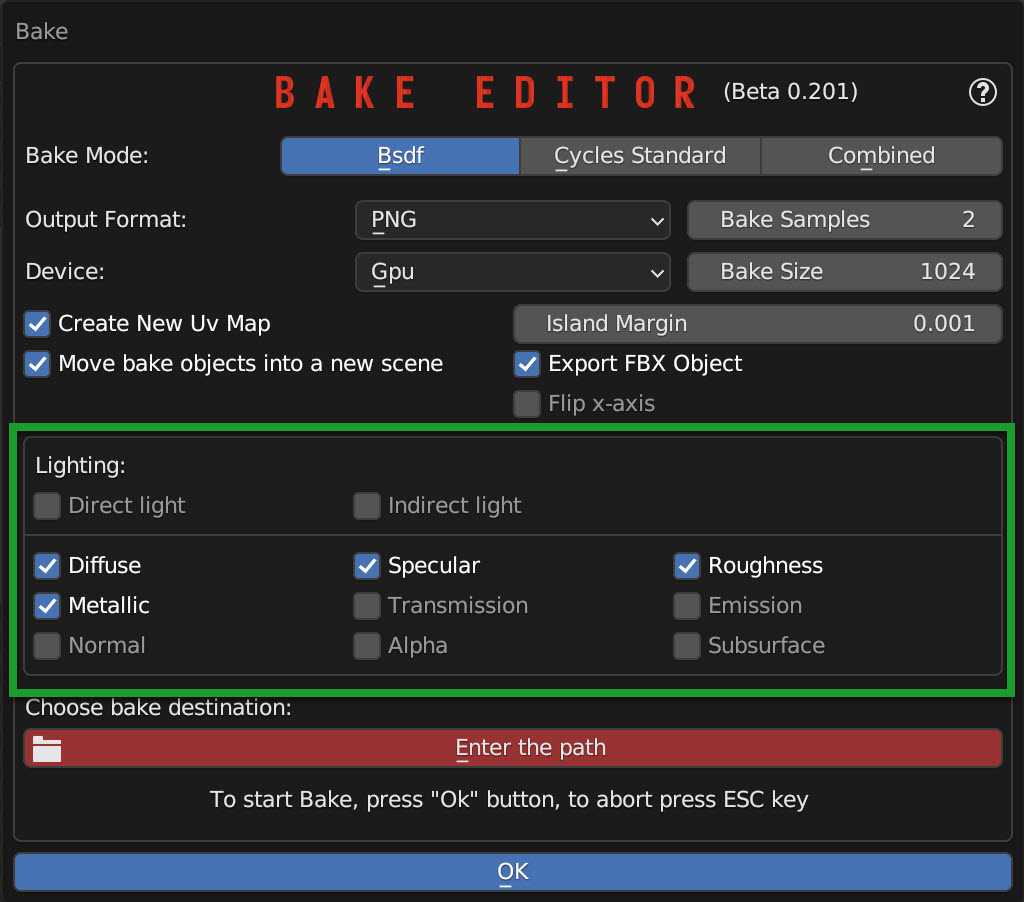 Bake
BAKE EDITOR (Beta 0.201) ?
Bake Mode: Bsdf Cycles Standard Combined
Output Format: PNG Bake Samples 2
Device: Gpu Bake Size 1024
Create New Uv Map Island Margin 0.001
Move bake objects into a new scene Export FBX Object
Flip x-axis
Lighting:
Direct light Indirect light
Diffuse Specular Roughness
Metallic Transmission Emission
Normal Alpha Subsurface
Choose bake destination:
Enter the path
To start Bake, press "Ok" button, to abort press ESC key
OK